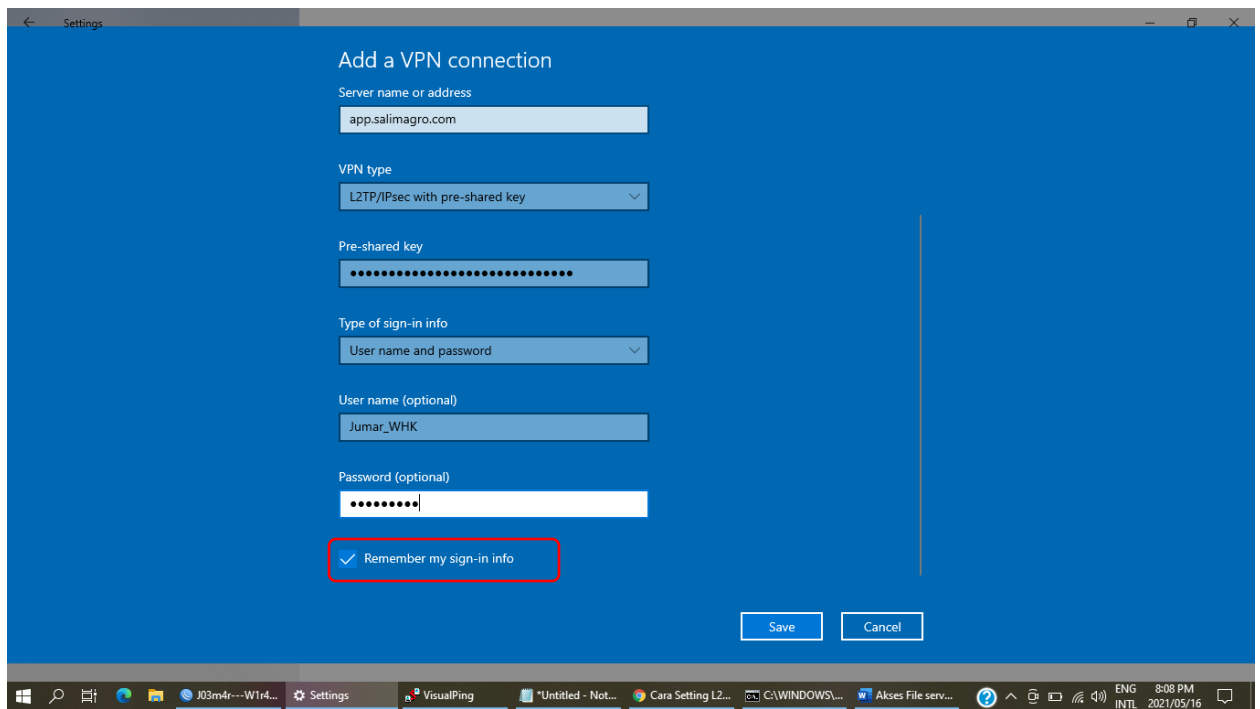 Settings
Add a VPN connection
Server name or address
app.salimagro.com
VPN type
L2TP/IPsec with pre-shared key
Pre-shared key
•••••••••••••••••••••••••••••
Type of sign-in info
User name and password
User name (optional)
Jumar_WHK
Password (optional)
•••••••••
Remember my sign-in info
Save Cancel
J03m4r---W1r4... Settings VisualPing *Untitled - Not... Cara Setting L2... C:\WINDOWS\... Akses File serv... ENG 8:08 PM
INTL 2021/05/16